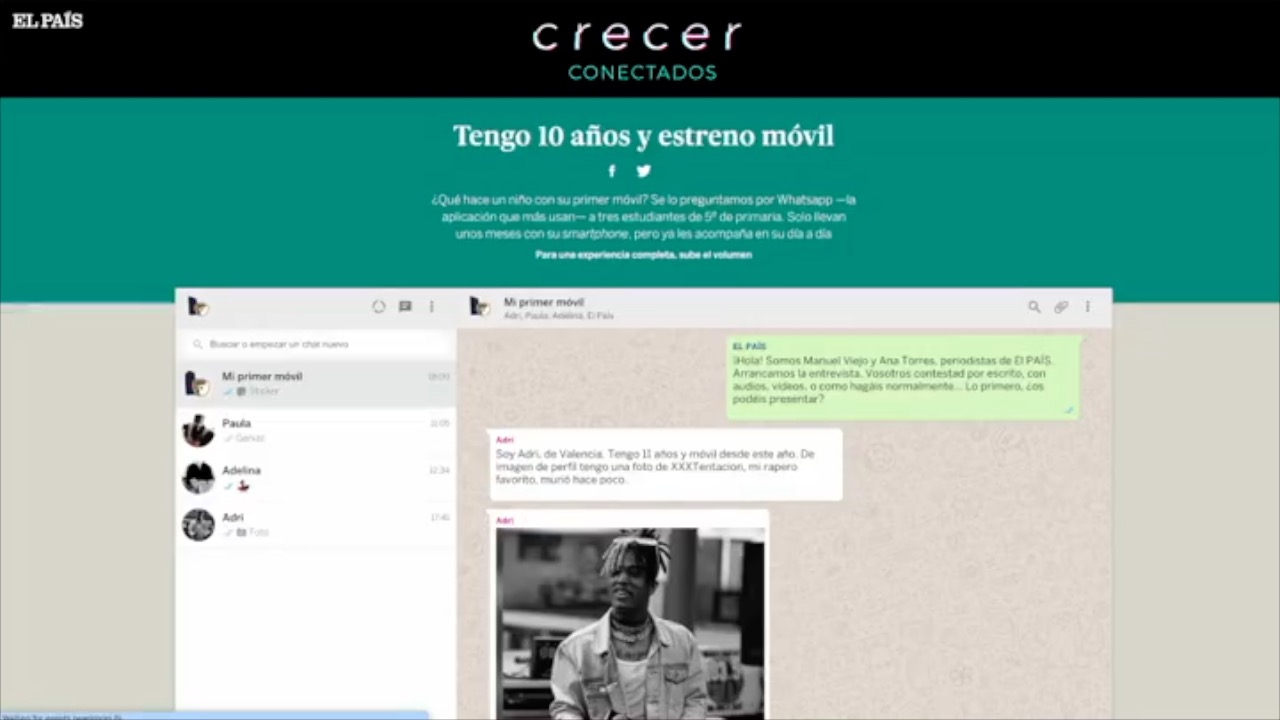 EL PAÍS
crecer
CONECTADOS
Tengo 10 años y estreno móvil
¿Qué hace un niño con su primer móvil? Se lo preguntamos por Whatsapp —la
aplicación que más usan— a tres estudiantes de 5º de primaria. Solo llevan
unos meses con su smartphone, pero ya les acompaña en su día a día
Para una experiencia completa, sube el volumen
Buscar o empezar un chat nuevo
Mi primer móvil
Sticker
Paula
Genial
Adelina
12:34
Adri
Foto
Mi primer móvil
Adri, Paula, Adelina, El País
EL PAÍS
¡Hola! Somos Manuel Viejo y Ana Torres, periodistas de El PAÍS.
Arrancamos la entrevista. Vosotros contestad por escrito, con
audios, vídeos, o como hagáis normalmente... Lo primero, ¿os
podéis presentar?
Adri
Soy Adri, de Valencia. Tengo 11 años y móvil desde este año. De
imagen de perfil tengo una foto de XXXTentacion, mi rapero
favorito, murió hace poco.
Adri